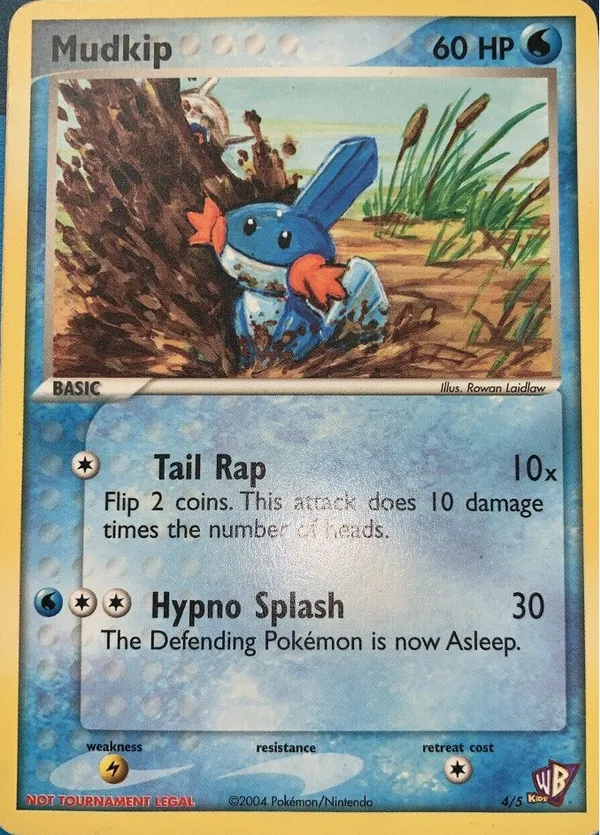 Mudkip 60 HP
BASIC
Illus. Rowan Laidlaw
Tail Rap 10x
Flip 2 coins. This attack does 10 damage
times the number of heads.
Hypno Splash 30
The Defending Pokémon is now Asleep.
weakness resistance retreat cost
NOT TOURNAMENT LEGAL ©2004 Pokémon/Nintendo 4/5 WB Kids